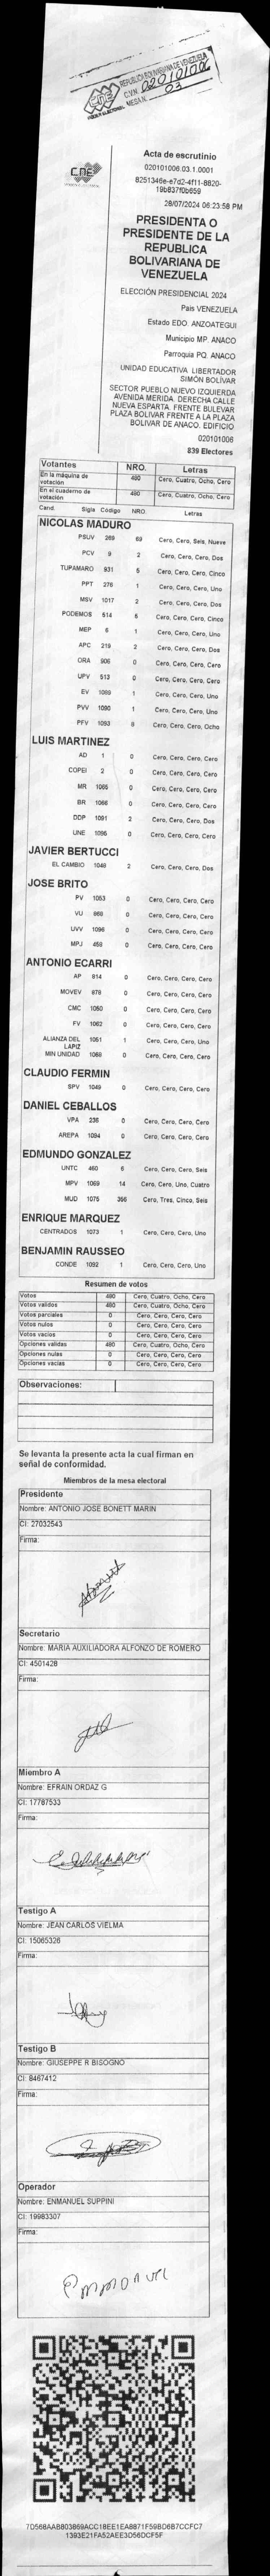 REPUBLICA BOLIVARIANA DE VENEZUELA
C.V.N. 020101006
MESA N. 03
PODER ELECTORAL
CNE
Acta de escrutinio
020101006.03.1.0001
8251346e-e7d2-4f11-8820-
19b837f0b659
28/07/2024 06:23:58 PM
PRESIDENTA O
PRESIDENTE DE LA
REPUBLICA
BOLIVARIANA DE
VENEZUELA
ELECCIÓN PRESIDENCIAL 2024
Pais VENEZUELA
Estado EDO. ANZOATEGUI
Municipio MP. ANACO
Parroquia PQ. ANACO
UNIDAD EDUCATIVA LIBERTADOR
SIMÓN BOLÍVAR
SECTOR PUEBLO NUEVO IZQUIERDA
AVENIDA MERIDA. DERECHA CALLE
NUEVA ESPARTA. FRENTE BULEVAR
PLAZA BOLIVAR FRENTE A LA PLAZA
BOLIVAR DE ANACO. EDIFICIO
020101006
839 Electores
Votantes NRO. Letras
En la máquina de votación 480 Cero, Cuatro, Ocho, Cero
En el cuaderno de votación 480 Cero, Cuatro, Ocho, Cero
Cand. Sigla Código NRO. Letras
NICOLAS MADURO
PSUV 269 69 Cero, Cero, Seis, Nueve
PCV 9 2 Cero, Cero, Cero, Dos
TUPAMARO 931 5 Cero, Cero, Cero, Cinco
PPT 276 1 Cero, Cero, Cero, Uno
MSV 1017 2 Cero, Cero, Cero, Dos
PODEMOS 514 5 Cero, Cero, Cero, Cinco
MEP 6 1 Cero, Cero, Cero, Uno
APC 219 2 Cero, Cero, Cero, Dos
ORA 906 0 Cero, Cero, Cero, Cero
UPV 513 0 Cero, Cero, Cero, Cero
EV 1089 1 Cero, Cero, Cero, Uno
PVV 1090 1 Cero, Cero, Cero, Uno
PFV 1093 8 Cero, Cero, Cero, Ocho
LUIS MARTINEZ
AD 1 0 Cero, Cero, Cero, Cero
COPEI 2 0 Cero, Cero, Cero, Cero
MR 1065 0 Cero, Cero, Cero, Cero
BR 1066 0 Cero, Cero, Cero, Cero
DDP 1091 2 Cero, Cero, Cero, Dos
UNE 1095 0 Cero, Cero, Cero, Cero
JAVIER BERTUCCI
EL CAMBIO 1048 2 Cero, Cero, Cero, Dos
JOSE BRITO
PV 1053 0 Cero, Cero, Cero, Cero
VU 968 0 Cero, Cero, Cero, Cero
UVV 1096 0 Cero, Cero, Cero, Cero
MPJ 459 0 Cero, Cero, Cero, Cero
ANTONIO ECARRI
AP 814 0 Cero, Cero, Cero, Cero
MOVEV 978 0 Cero, Cero, Cero, Cero
CMC 1050 0 Cero, Cero, Cero, Cero
FV 1062 0 Cero, Cero, Cero, Cero
ALIANZA DEL LAPIZ 1051 1 Cero, Cero, Cero, Uno
MIN UNIDAD 1068 0 Cero, Cero, Cero, Cero
CLAUDIO FERMIN
SPV 1049 0 Cero, Cero, Cero, Cero
DANIEL CEBALLOS
VPA 235 0 Cero, Cero, Cero, Cero
AREPA 1094 0 Cero, Cero, Cero, Cero
EDMUNDO GONZALEZ
UNTC 460 6 Cero, Cero, Cero, Seis
MPV 1069 14 Cero, Cero, Uno, Cuatro
MUD 1075 356 Cero, Tres, Cinco, Seis
ENRIQUE MARQUEZ
CENTRADOS 1073 1 Cero, Cero, Cero, Uno
BENJAMIN RAUSSEO
CONDE 1092 1 Cero, Cero, Cero, Uno
Resumen de votos
Votos 480 Cero, Cuatro, Ocho, Cero
Votos validos 480 Cero, Cuatro, Ocho, Cero
Votos parciales 0 Cero, Cero, Cero, Cero
Votos nulos 0 Cero, Cero, Cero, Cero
Votos vacios 0 Cero, Cero, Cero, Cero
Opciones validas 480 Cero, Cuatro, Ocho, Cero
Opciones nulas 0 Cero, Cero, Cero, Cero
Opciones vacias 0 Cero, Cero, Cero, Cero
Observaciones:
Se levanta la presente acta la cual firman en
señal de conformidad.
Miembros de la mesa electoral
Presidente
Nombre: ANTONIO JOSE BONETT MARIN
CI: 27032543
Firma:
Secretario
Nombre: MARIA AUXILIADORA ALFONZO DE ROMERO
CI: 4501428
Firma:
Miembro A
Nombre: EFRAIN ORDAZ G
CI: 17787533
Firma:
Testigo A
Nombre: JEAN CARLOS VIELMA
CI: 15065326
Firma:
Testigo B
Nombre: GIUSEPPE R BISOGNO
CI: 8467412
Firma:
Operador
Nombre: ENMANUEL SUPPINI
CI: 19983307
Firma:
7D568AAB803869ACC18EE1EA8871F59BD6B7CCFC7
1393E21FA52AEE3D56DCF5F